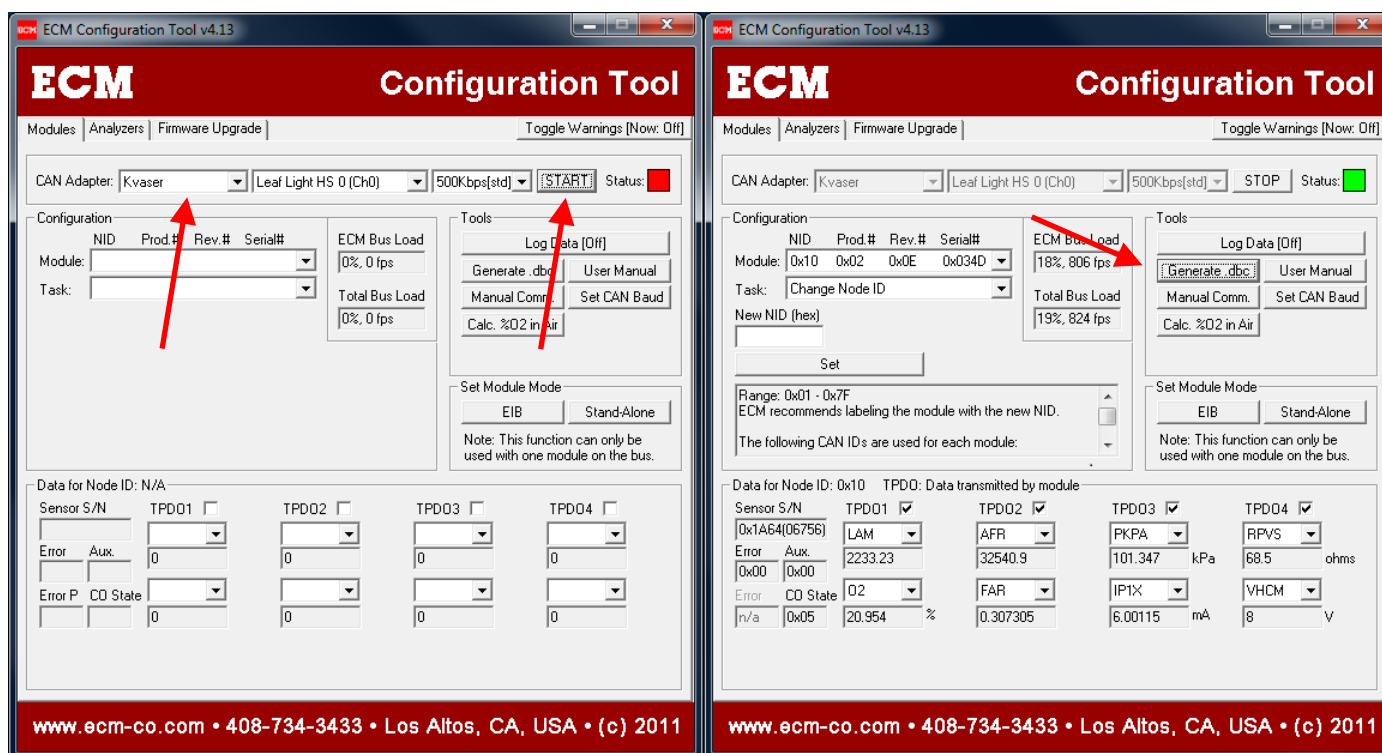 ECM ECM Configuration Tool v4.13
ECM Configuration Tool
Modules Analyzers Firmware Upgrade Toggle Warnings [Now: Off]
CAN Adapter: Kvaser Leaf Light HS 0 (Ch0) 500Kbps[std] START Status:
Configuration
NID Prod.# Rev.# Serial#
Module:
Task:
ECM Bus Load
0%, 0 fps
Total Bus Load
0%, 0 fps
Tools
Log Data [Off]
Generate .dbc User Manual
Manual Comm. Set CAN Baud
Calc. %O2 in Air
Set Module Mode
EIB Stand-Alone
Note: This function can only be
used with one module on the bus.
Data for Node ID: N/A
Sensor S/N TPDO1 TPDO2 TPDO3 TPDO4
Error Aux. 0 0 0 0
Error P CO State
0 0 0 0
www.ecm-co.com • 408-734-3433 • Los Altos, CA, USA • (c) 2011
ECM ECM Configuration Tool v4.13
ECM Configuration Tool
Modules Analyzers Firmware Upgrade Toggle Warnings [Now: Off]
CAN Adapter: Kvaser Leaf Light HS 0 (Ch0) 500Kbps[std] STOP Status:
Configuration
NID Prod.# Rev.# Serial#
Module: 0x10 0x02 0x0E 0x034D
Task: Change Node ID
New NID (hex)
Set
Range: 0x01 - 0x7F
ECM recommends labeling the module with the new NID.
The following CAN IDs are used for each module:
ECM Bus Load
18%, 806 fps
Total Bus Load
19%, 824 fps
Tools
Log Data [Off]
Generate .dbc User Manual
Manual Comm. Set CAN Baud
Calc. %O2 in Air
Set Module Mode
EIB Stand-Alone
Note: This function can only be
used with one module on the bus.
Data for Node ID: 0x10 TPDO: Data transmitted by module
Sensor S/N TPDO1 TPDO2 TPDO3 TPDO4
0x1A64(06756) LAM AFR PKPA RPVS
Error Aux. 2233.23 32540.9 101.347 kPa 68.5 ohms
0x00 0x00
Error CO State O2 FAR IP1X VHCM
n/a 0x05 20.954 % 0.307305 6.00115 mA 8 V
www.ecm-co.com • 408-734-3433 • Los Altos, CA, USA • (c) 2011